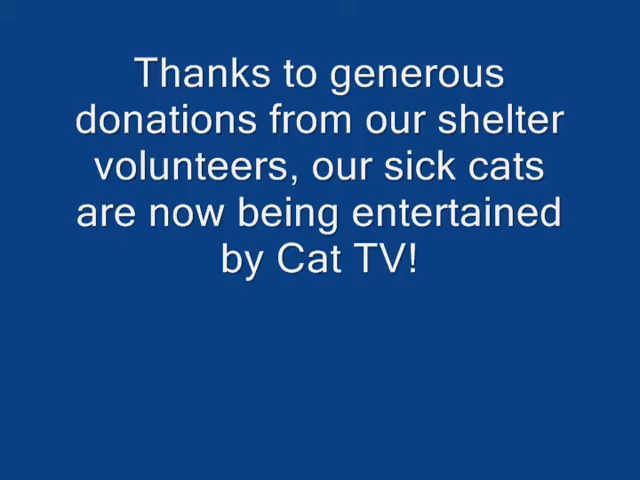 Thanks to generous
donations from our shelter
volunteers, our sick cats
are now being entertained
by Cat TV!